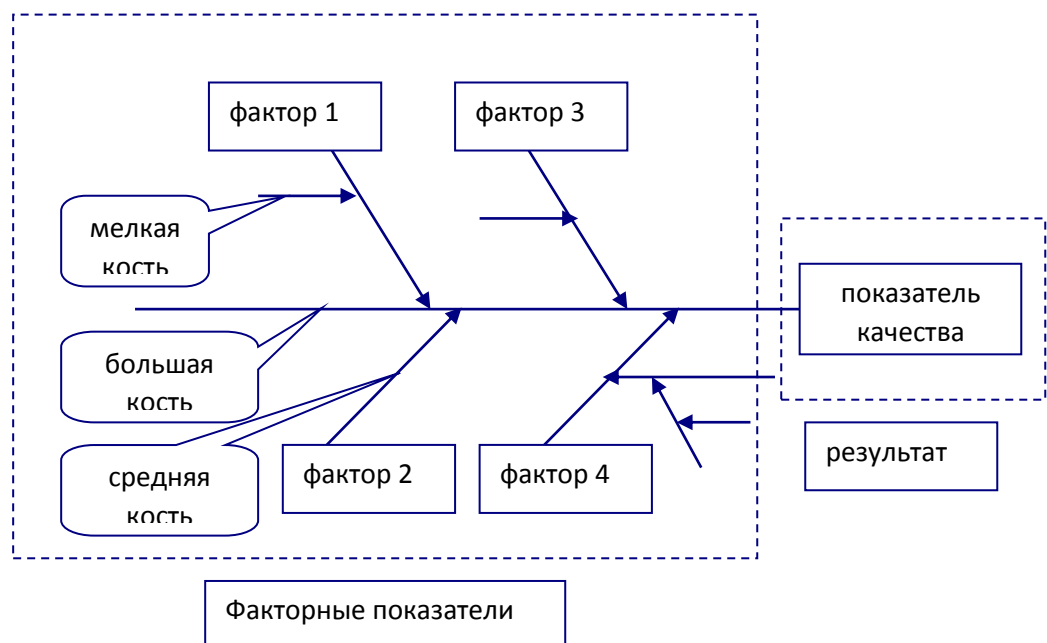 фактор 1
фактор 3
мелкая
кость
показатель
качества
большая
кость
результат
средняя
кость
фактор 2
фактор 4
Факторные показатели